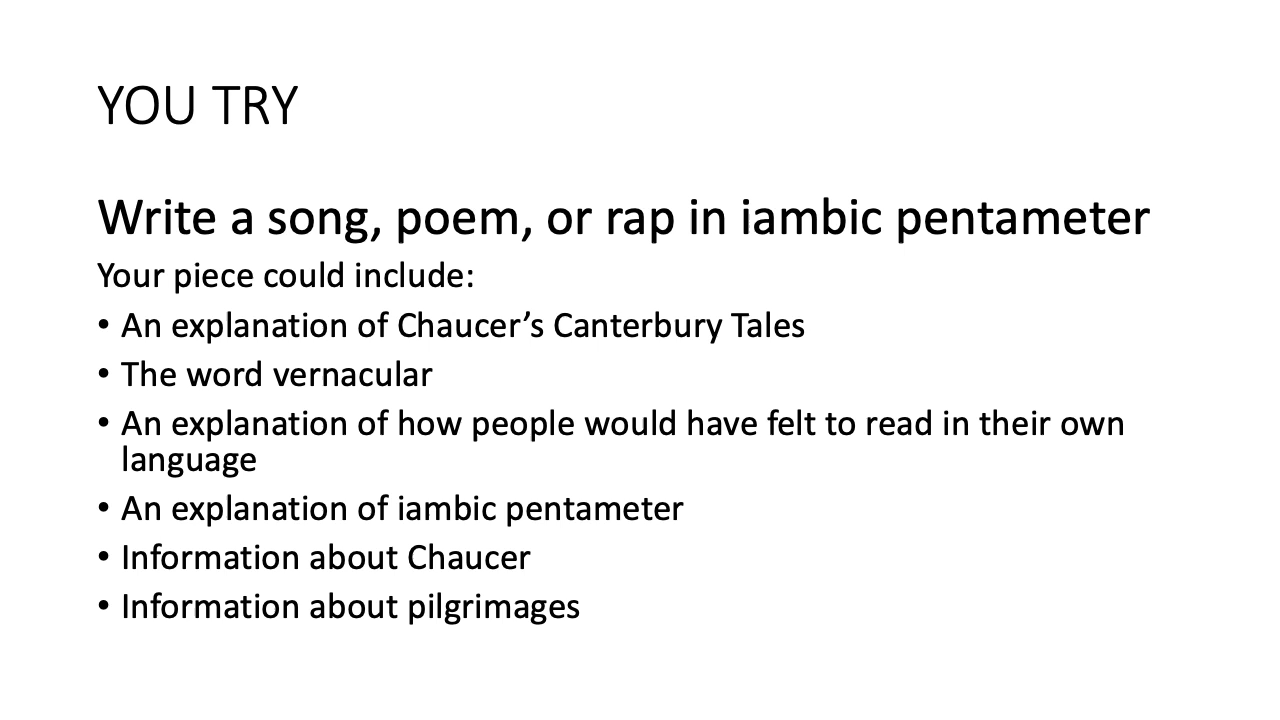 YOU TRY
Write a song, poem, or rap in iambic pentameter
Your piece could include:
• An explanation of Chaucer’s Canterbury Tales
• The word vernacular
• An explanation of how people would have felt to read in their own
language
• An explanation of iambic pentameter
• Information about Chaucer
• Information about pilgrimages